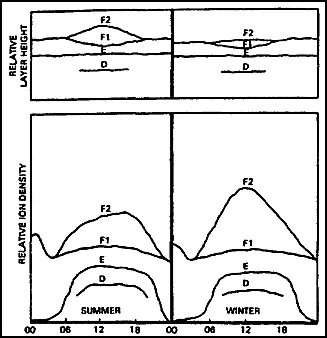 RELATIVE
LAYER HEIGHT
F2
F1
E
D
F2
F1
E
D
RELATIVE ION DENSITY
F2
F1
E
D
SUMMER
F2
F1
E
D
WINTER
00 06 12 18 00 06 12 18 24